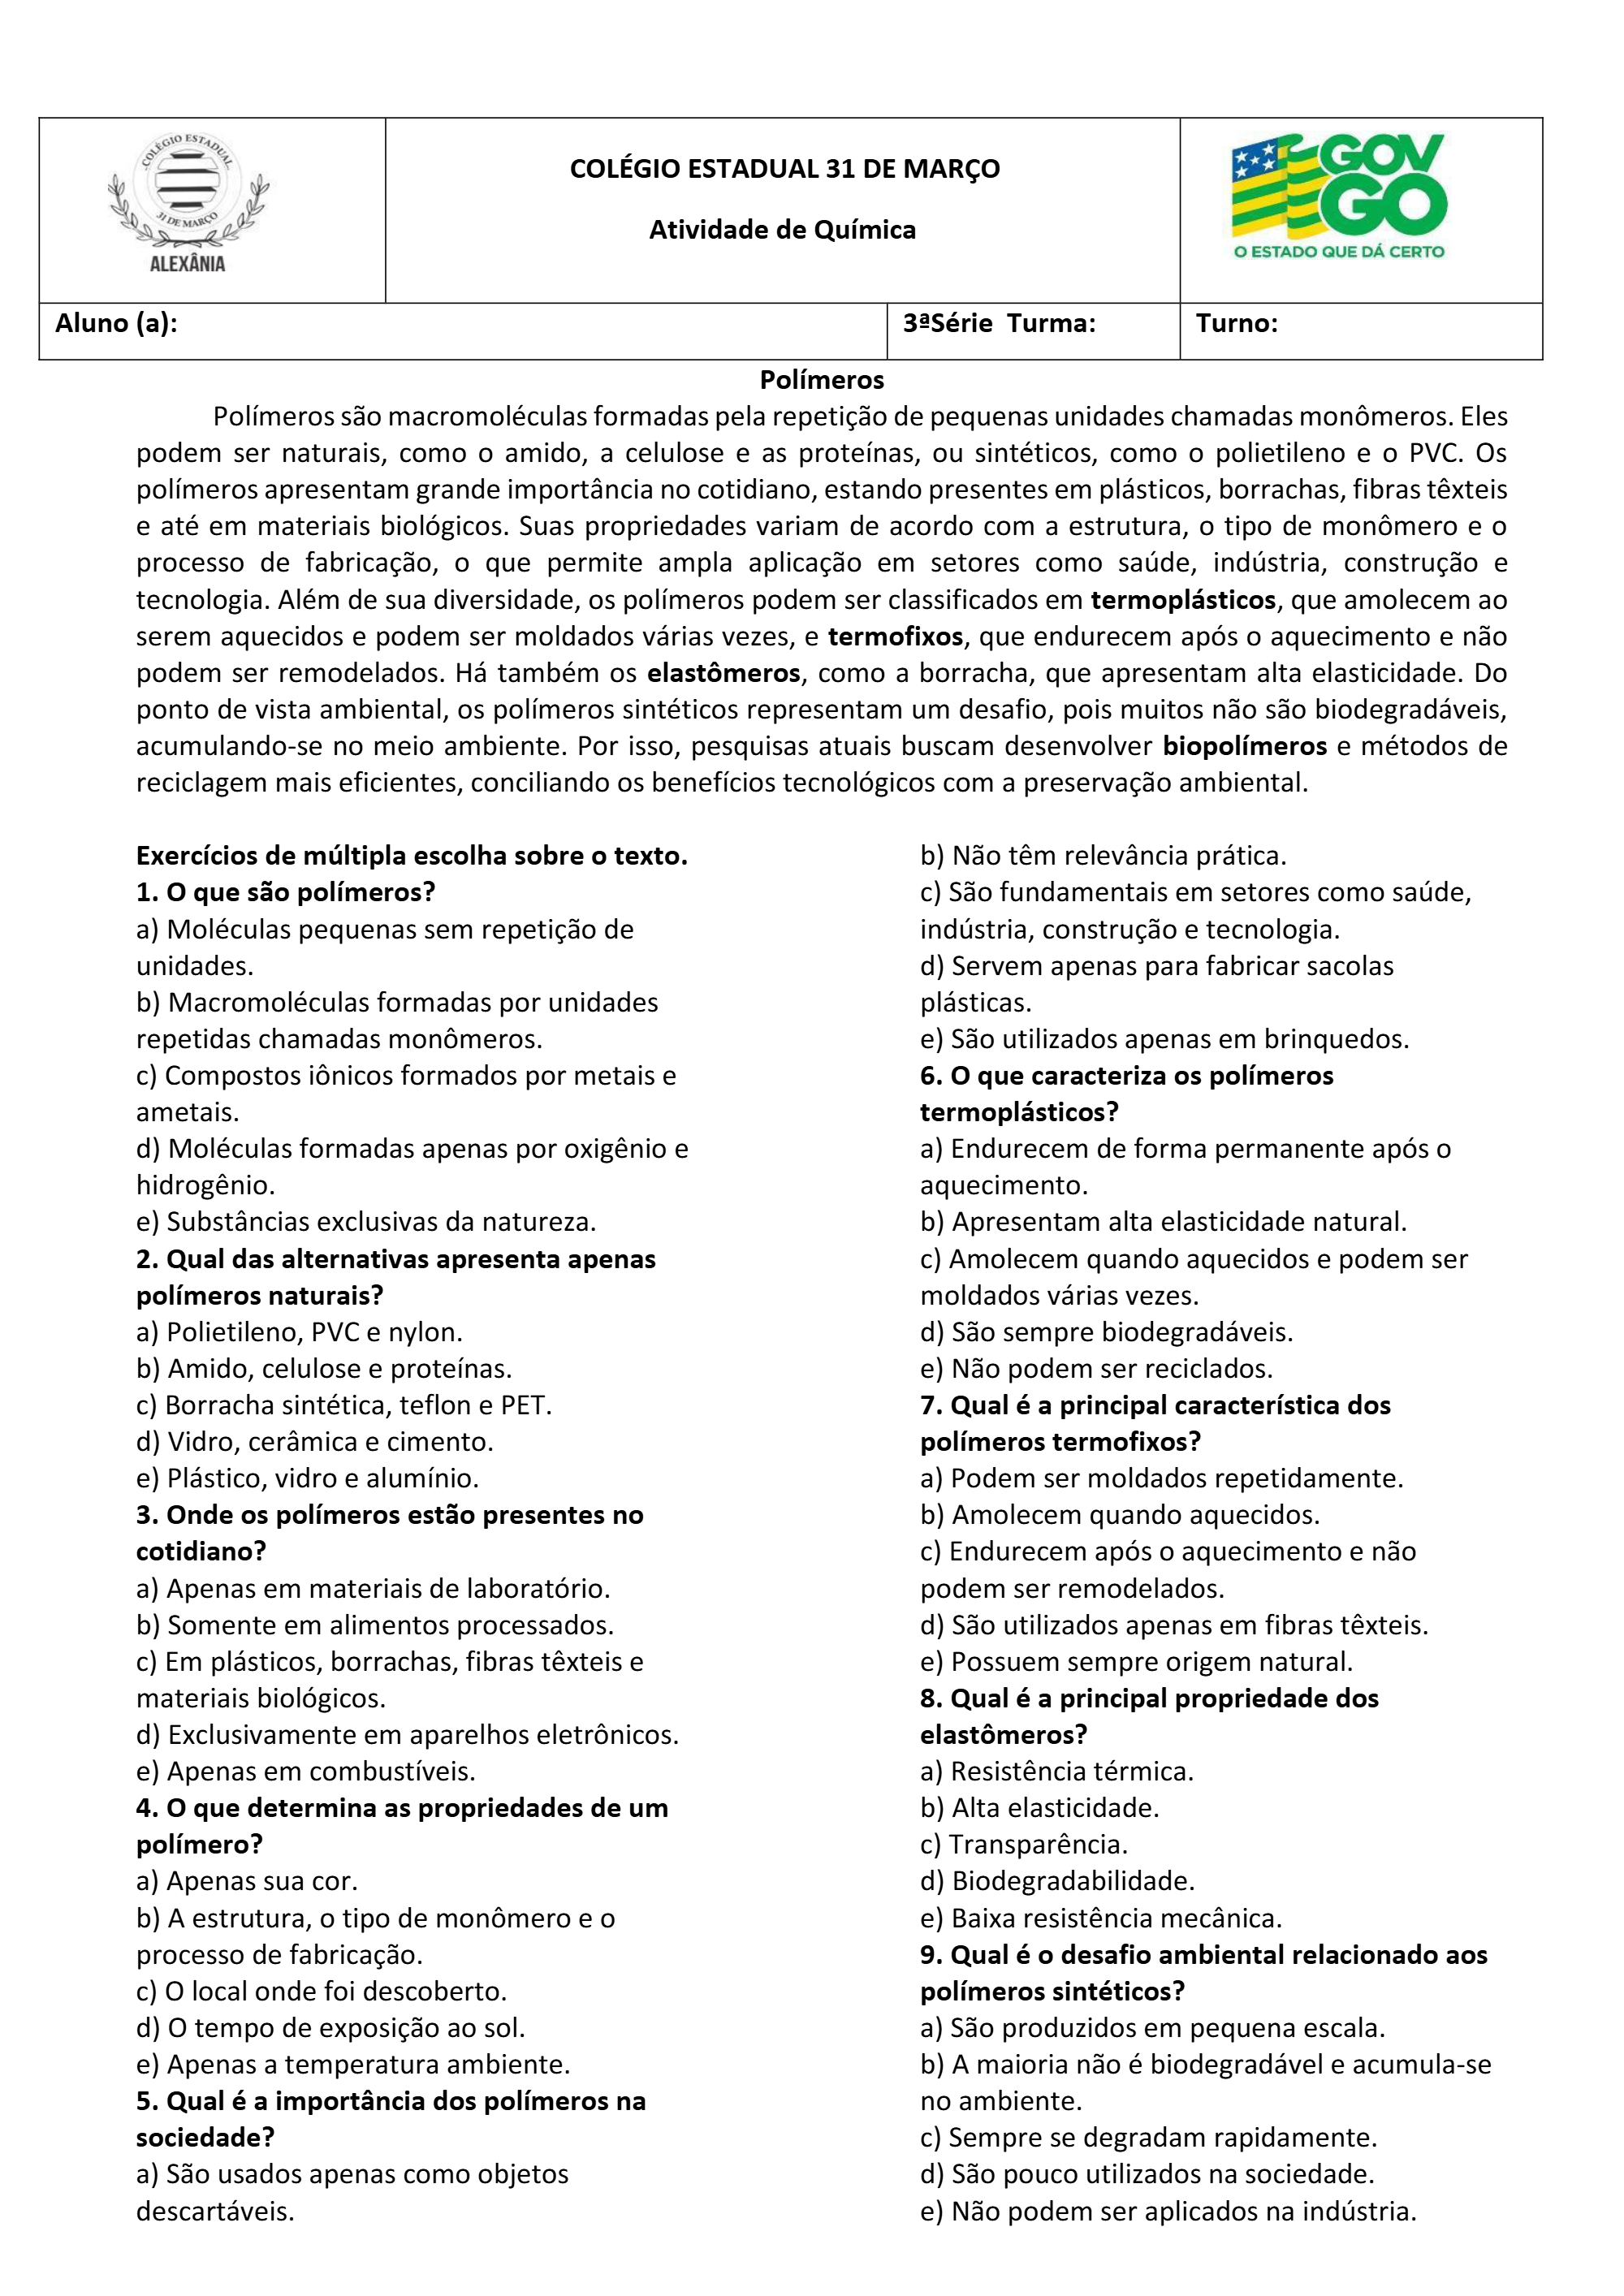 COLÉGIO ESTADUAL
31 DE MARÇO
ALEXÂNIA
COLÉGIO ESTADUAL 31 DE MARÇO
Atividade de Química
GOV
GO
O ESTADO QUE DÁ CERTO
Aluno (a):
3ªSérie Turma:
Turno:
Polímeros
Polímeros são macromoléculas formadas pela repetição de pequenas unidades chamadas monômeros. Eles
podem ser naturais, como o amido, a celulose e as proteínas, ou sintéticos, como o polietileno e o PVC. Os
polímeros apresentam grande importância no cotidiano, estando presentes em plásticos, borrachas, fibras têxteis
e até em materiais biológicos. Suas propriedades variam de acordo com a estrutura, o tipo de monômero e o
processo de fabricação, o que permite ampla aplicação em setores como saúde, indústria, construção e
tecnologia. Além de sua diversidade, os polímeros podem ser classificados em termoplásticos, que amolecem ao
serem aquecidos e podem ser moldados várias vezes, e termofixos, que endurecem após o aquecimento e não
podem ser remodelados. Há também os elastômeros, como a borracha, que apresentam alta elasticidade. Do
ponto de vista ambiental, os polímeros sintéticos representam um desafio, pois muitos não são biodegradáveis,
acumulando-se no meio ambiente. Por isso, pesquisas atuais buscam desenvolver biopolímeros e métodos de
reciclagem mais eficientes, conciliando os benefícios tecnológicos com a preservação ambiental.
Exercícios de múltipla escolha sobre o texto.
1. O que são polímeros?
a) Moléculas pequenas sem repetição de
unidades.
b) Macromoléculas formadas por unidades
repetidas chamadas monômeros.
c) Compostos iônicos formados por metais e
ametais.
d) Moléculas formadas apenas por oxigênio e
hidrogênio.
e) Substâncias exclusivas da natureza.
2. Qual das alternativas apresenta apenas
polímeros naturais?
a) Polietileno, PVC e nylon.
b) Amido, celulose e proteínas.
c) Borracha sintética, teflon e PET.
d) Vidro, cerâmica e cimento.
e) Plástico, vidro e alumínio.
3. Onde os polímeros estão presentes no
cotidiano?
a) Apenas em materiais de laboratório.
b) Somente em alimentos processados.
c) Em plásticos, borrachas, fibras têxteis e
materiais biológicos.
d) Exclusivamente em aparelhos eletrônicos.
e) Apenas em combustíveis.
4. O que determina as propriedades de um
polímero?
a) Apenas sua cor.
b) A estrutura, o tipo de monômero e o
processo de fabricação.
c) O local onde foi descoberto.
d) O tempo de exposição ao sol.
e) Apenas a temperatura ambiente.
5. Qual é a importância dos polímeros na
sociedade?
a) São usados apenas como objetos
descartáveis.
b) Não têm relevância prática.
c) São fundamentais em setores como saúde,
indústria, construção e tecnologia.
d) Servem apenas para fabricar sacolas
plásticas.
e) São utilizados apenas em brinquedos.
6. O que caracteriza os polímeros
termoplásticos?
a) Endurecem de forma permanente após o
aquecimento.
b) Apresentam alta elasticidade natural.
c) Amolecem quando aquecidos e podem ser
moldados várias vezes.
d) São sempre biodegradáveis.
e) Não podem ser reciclados.
7. Qual é a principal característica dos
polímeros termofixos?
a) Podem ser moldados repetidamente.
b) Amolecem quando aquecidos.
c) Endurecem após o aquecimento e não
podem ser remodelados.
d) São utilizados apenas em fibras têxteis.
e) Possuem sempre origem natural.
8. Qual é a principal propriedade dos
elastômeros?
a) Resistência térmica.
b) Alta elasticidade.
c) Transparência.
d) Biodegradabilidade.
e) Baixa resistência mecânica.
9. Qual é o desafio ambiental relacionado aos
polímeros sintéticos?
a) São produzidos em pequena escala.
b) A maioria não é biodegradável e acumula-se
no ambiente.
c) Sempre se degradam rapidamente.
d) São pouco utilizados na sociedade.
e) Não podem ser aplicados na indústria.